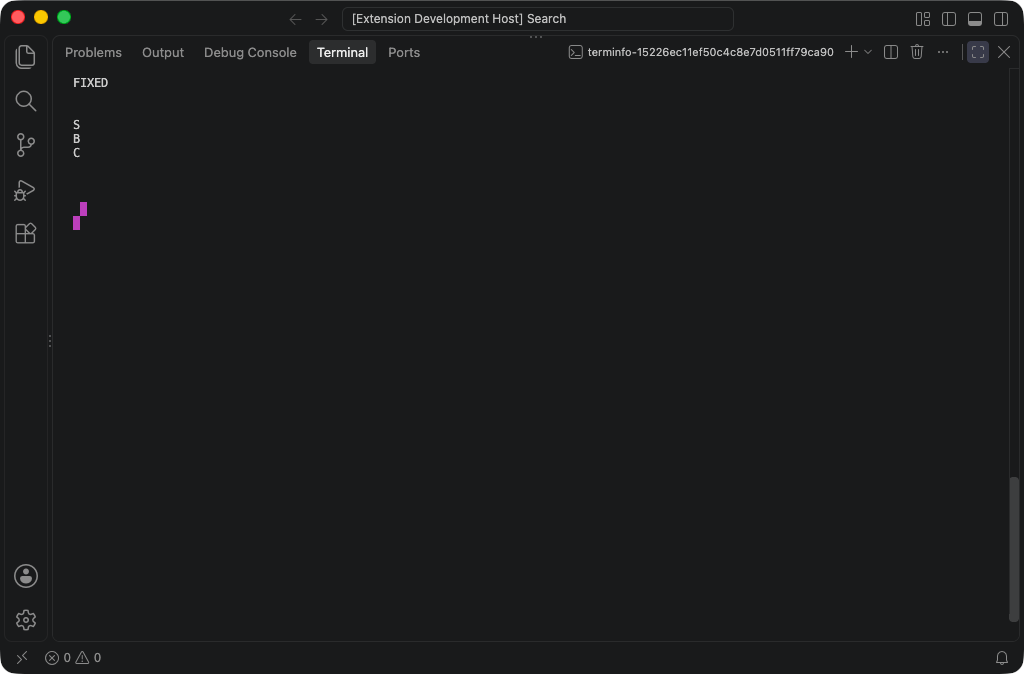 [Extension Development Host] Search
Problems Output Debug Console Terminal Ports terminfo-15226ec11ef50c4c8e7d0511ff79ca90
FIXED
S
B
C
0 0